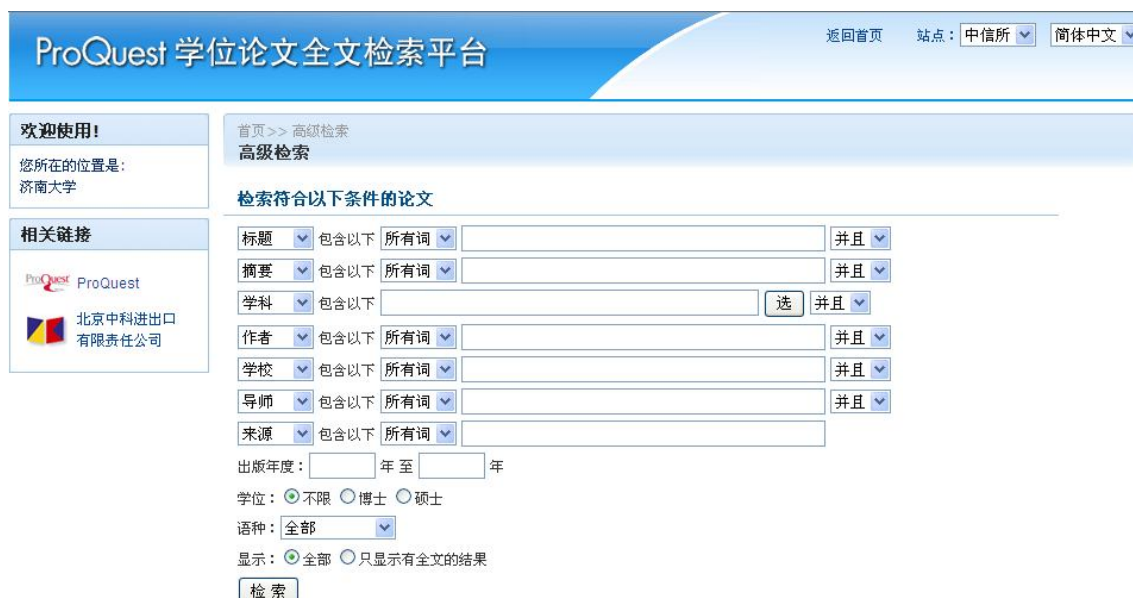 ProQuest 学位论文全文检索平台
返回首页 站点：中信所 简体中文
欢迎使用!
您所在的位置是:
济南大学
相关链接
ProQuest ProQuest
北京中科进出口
有限责任公司
首页>> 高级检索
高级检索
检索符合以下条件的论文
标题 包含以下 所有词 并且
摘要 包含以下 所有词 并且
学科 包含以下 选 并且
作者 包含以下 所有词 并且
学校 包含以下 所有词 并且
导师 包含以下 所有词 并且
来源 包含以下 所有词
出版年度： 年 至 年
学位： 不限 博士 硕士
语种： 全部
显示： 全部 只显示有全文的结果
检 索